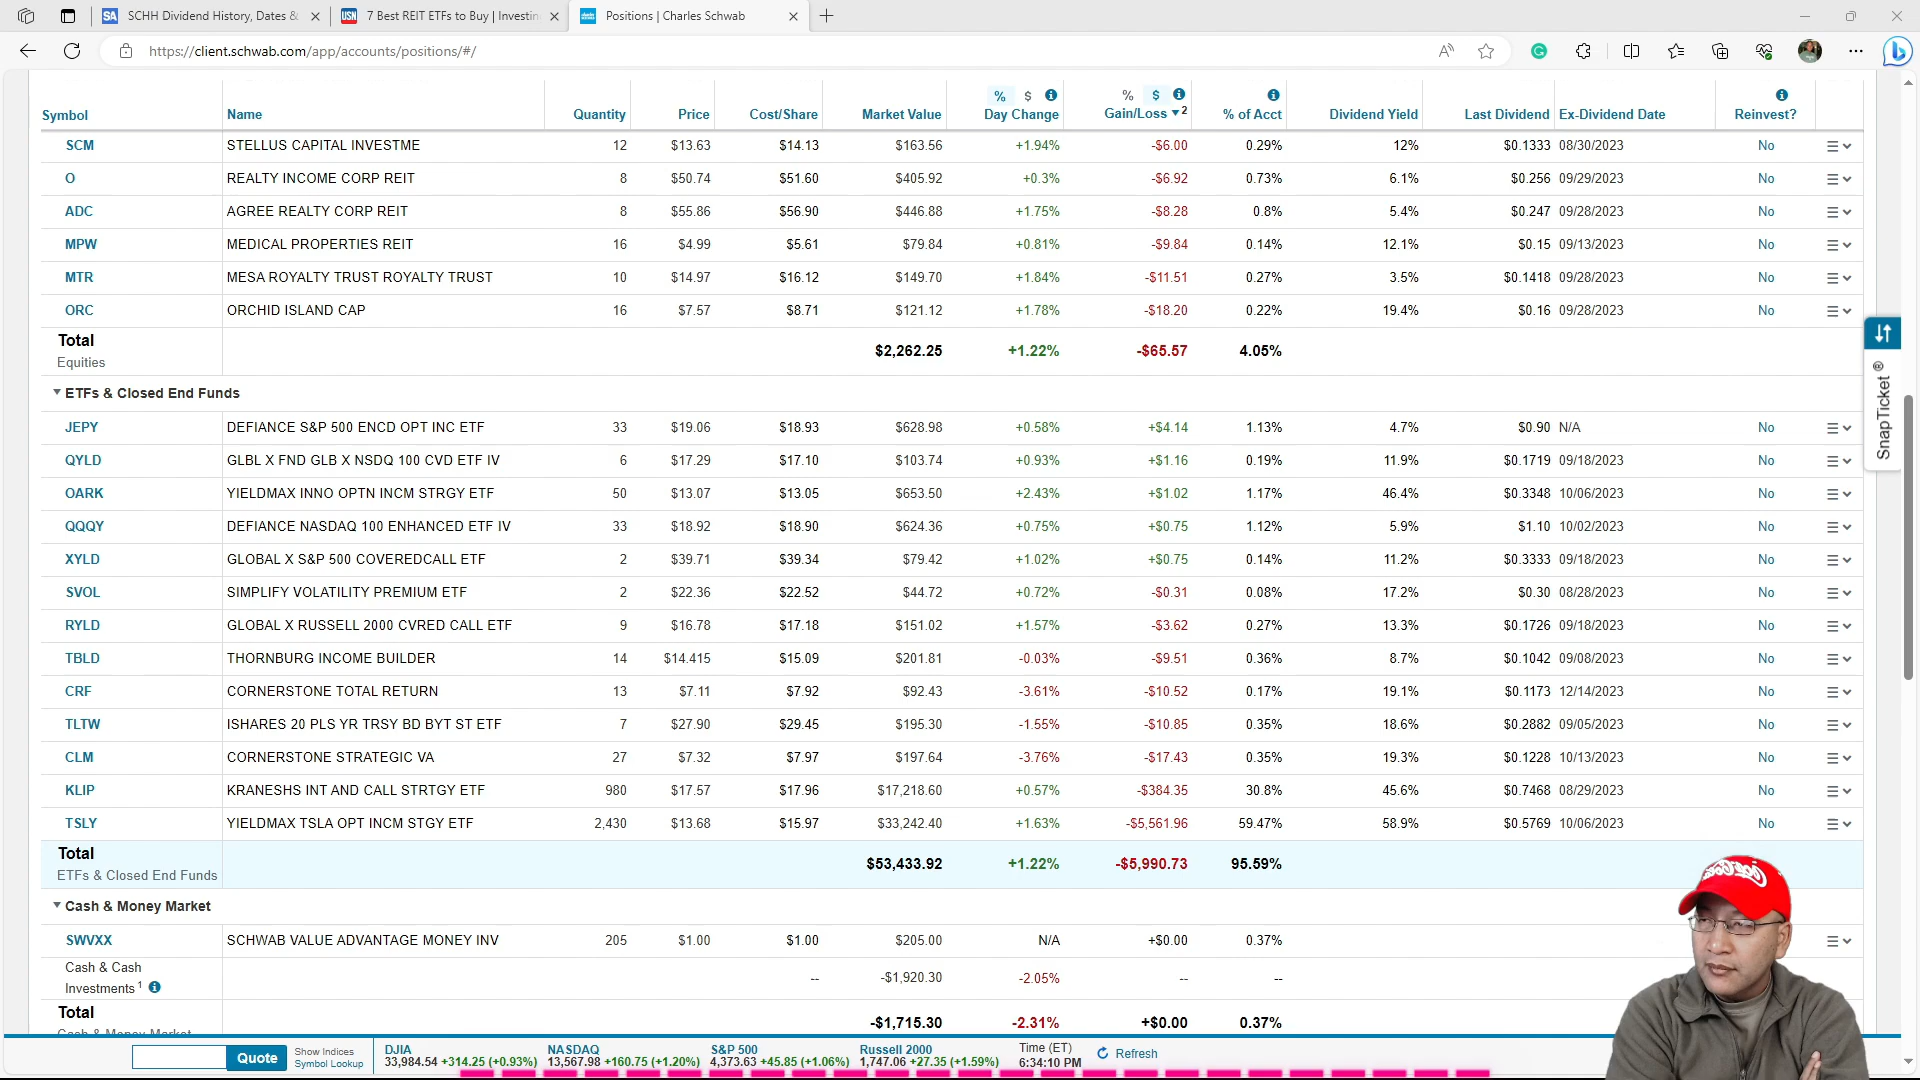 SCHH Dividend History, Dates &
7 Best REIT ETFs to Buy | Investin
Positions | Charles Schwab
https://client.schwab.com/app/accounts/positions/#/
% $ % $
Symbol Name Quantity Price Cost/Share Market Value Day Change Gain/Loss 2 % of Acct Dividend Yield Last Dividend Ex-Dividend Date Reinvest?
SCM STELLUS CAPITAL INVESTME 12 $13.63 $14.13 $163.56 +1.94% -$6.00 0.29% 12% $0.1333 08/30/2023 No
O REALTY INCOME CORP REIT 8 $50.74 $51.60 $405.92 +0.3% -$6.92 0.73% 6.1% $0.256 09/29/2023 No
ADC AGREE REALTY CORP REIT 8 $55.86 $56.90 $446.88 +1.75% -$8.28 0.8% 5.4% $0.247 09/28/2023 No
MPW MEDICAL PROPERTIES REIT 16 $4.99 $5.61 $79.84 +0.81% -$9.84 0.14% 12.1% $0.15 09/13/2023 No
MTR MESA ROYALTY TRUST ROYALTY TRUST 10 $14.97 $16.12 $149.70 +1.84% -$11.51 0.27% 3.5% $0.1418 09/28/2023 No
ORC ORCHID ISLAND CAP 16 $7.57 $8.71 $121.12 +1.78% -$18.20 0.22% 19.4% $0.16 09/28/2023 No
Total
Equities $2,262.25 +1.22% -$65.57 4.05%
ETFs & Closed End Funds
JEPY DEFIANCE S&P 500 ENCD OPT INC ETF 33 $19.06 $18.93 $628.98 +0.58% +$4.14 1.13% 4.7% $0.90 N/A No
QYLD GLBL X FND GLB X NSDQ 100 CVD ETF IV 6 $17.29 $17.10 $103.74 +0.93% +$1.16 0.19% 11.9% $0.1719 09/18/2023 No
OARK YIELDMAX INNO OPTN INCM STRGY ETF 50 $13.07 $13.05 $653.50 +2.43% +$1.02 1.17% 46.4% $0.3348 10/06/2023 No
QQQY DEFIANCE NASDAQ 100 ENHANCED ETF IV 33 $18.92 $18.90 $624.36 +0.75% +$0.75 1.12% 5.9% $1.10 10/02/2023 No
XYLD GLOBAL X S&P 500 COVEREDCALL ETF 2 $39.71 $39.34 $79.42 +1.02% +$0.75 0.14% 11.2% $0.3333 09/18/2023 No
SVOL SIMPLIFY VOLATILITY PREMIUM ETF 2 $22.36 $22.52 $44.72 +0.72% -$0.31 0.08% 17.2% $0.30 08/28/2023 No
RYLD GLOBAL X RUSSELL 2000 CVRED CALL ETF 9 $16.78 $17.18 $151.02 +1.57% -$3.62 0.27% 13.3% $0.1726 09/18/2023 No
TBLD THORNBURG INCOME BUILDER 14 $14.415 $15.09 $201.81 -0.03% -$9.51 0.36% 8.7% $0.1042 09/08/2023 No
CRF CORNERSTONE TOTAL RETURN 13 $7.11 $7.92 $92.43 -3.61% -$10.52 0.17% 19.1% $0.1173 12/14/2023 No
TLTW ISHARES 20 PLS YR TRSY BD BYT ST ETF 7 $27.90 $29.45 $195.30 -1.55% -$10.85 0.35% 18.6% $0.2882 09/05/2023 No
CLM CORNERSTONE STRATEGIC VA 27 $7.32 $7.97 $197.64 -3.76% -$17.43 0.35% 19.3% $0.1228 10/13/2023 No
KLIP KRANESHS INT AND CALL STRTGY ETF 980 $17.57 $17.96 $17,218.60 +0.57% -$384.35 30.8% 45.6% $0.7468 08/29/2023 No
TSLY YIELDMAX TSLA OPT INCM STGY ETF 2,430 $13.68 $15.97 $33,242.40 +1.63% -$5,561.96 59.47% 58.9% $0.5769 10/06/2023 No
Total
ETFs & Closed End Funds $53,433.92 +1.22% -$5,990.73 95.59%
Cash & Money Market
SWVXX SCHWAB VALUE ADVANTAGE MONEY INV 205 $1.00 $1.00 $205.00 N/A +$0.00 0.37%
Cash & Cash
Investments 1 -- -$1,920.30 -2.05% -- --
Total
Cash & Money Market -$1,715.30 -2.31% +$0.00 0.37%
SnapTicket ®
Quote
Show Indices
Symbol Lookup
DJIA
33,984.54 +314.25 (+0.93%)
NASDAQ
13,567.98 +160.75 (+1.20%)
S&P 500
4,373.63 +45.85 (+1.06%)
Russell 2000
1,747.06 +27.35 (+1.59%)
Time (ET)
6:34:10 PM
Refresh